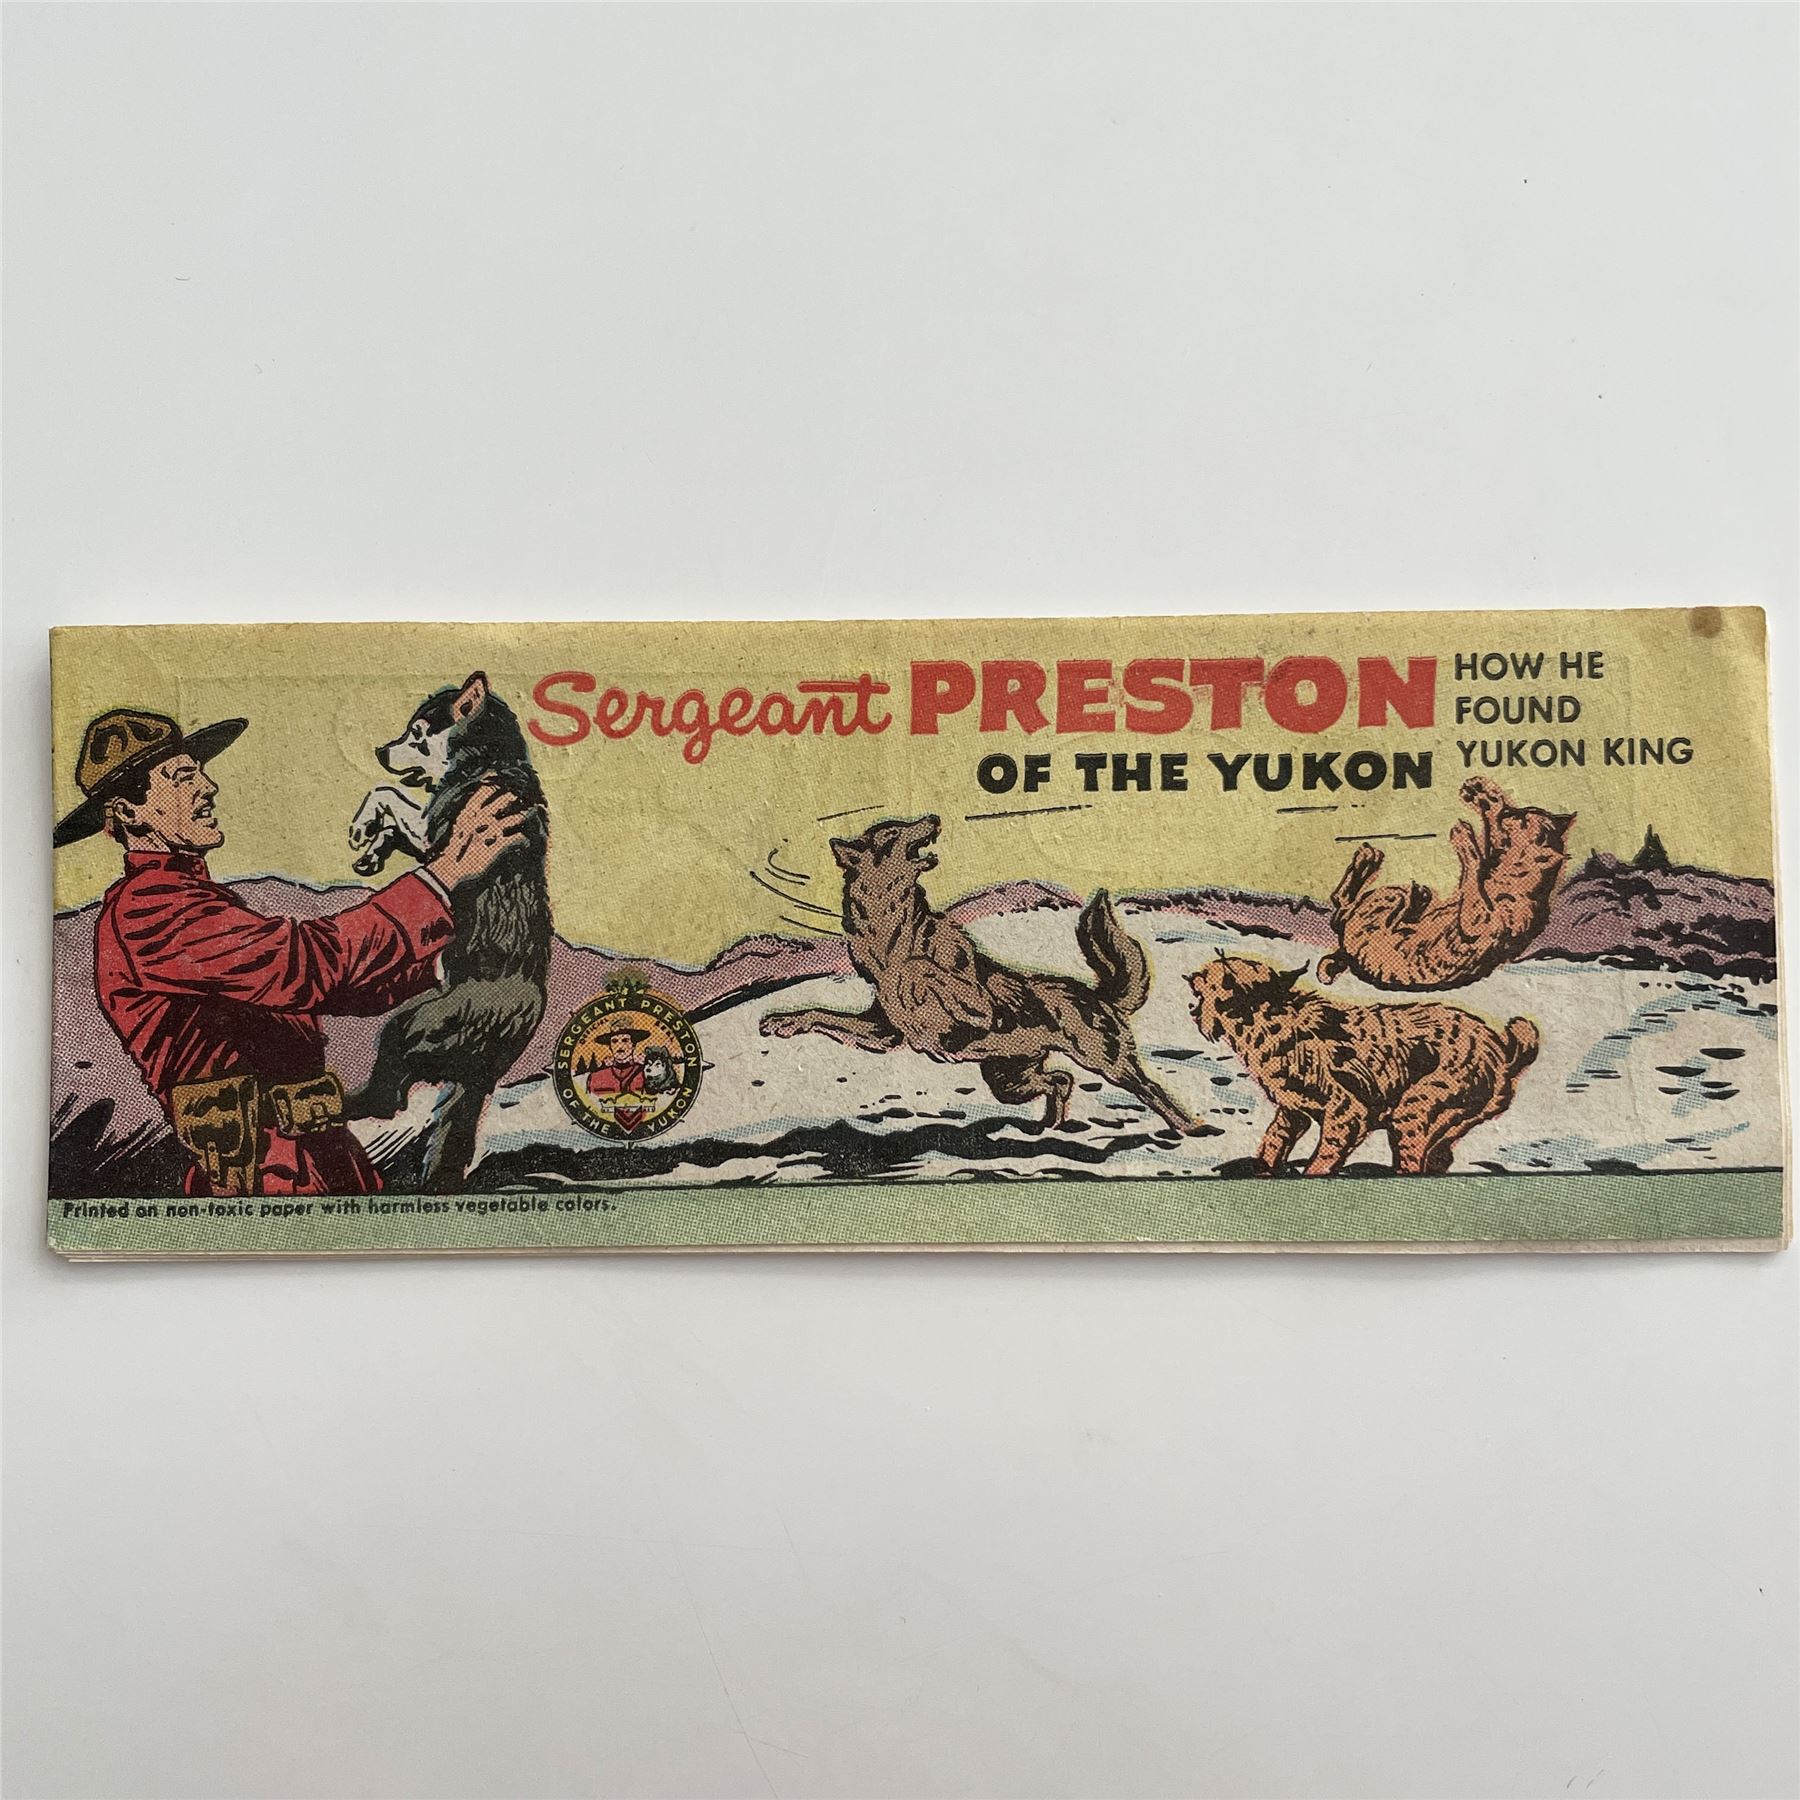 Sergeant PRESTON
OF THE YUKON
HOW HE
FOUND
YUKON KING
SERGEANT PRESTON
OF THE YUKON
Printed on non-toxic paper with harmless vegetable colors.